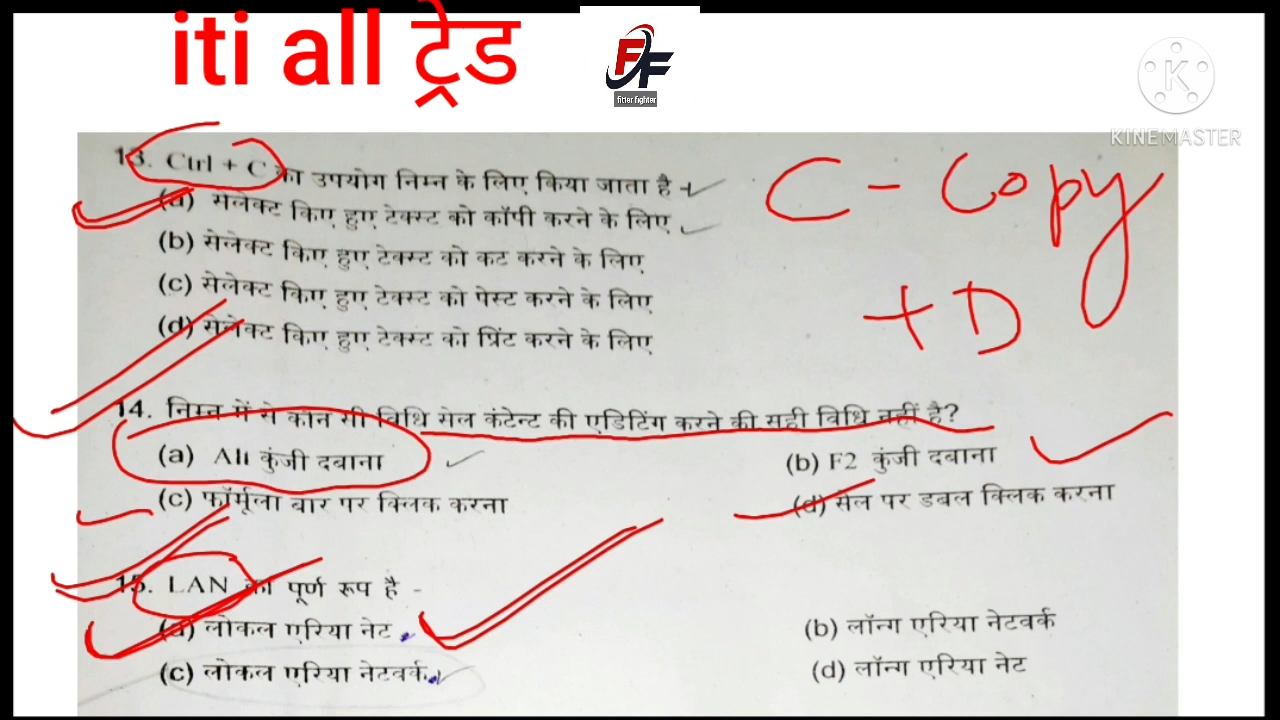 iti all ट्रेड
FF
fitter fighter
K
KINEMASTER
13. Ctrl + C का उपयोग निम्न के लिए किया जाता है -
(a) सेलेक्ट किए हुए टेक्स्ट को कॉपी करने के लिए
(b) सेलेक्ट किए हुए टेक्स्ट को कट करने के लिए
(c) सेलेक्ट किए हुए टेक्स्ट को पेस्ट करने के लिए
(d) सेलेक्ट किए हुए टेक्स्ट को प्रिंट करने के लिए
C - Copy
+ D
14. निम्न में से कौन सी विधि सेल कंटेन्ट की एडिटिंग करने की सही विधि नहीं है?
(a) Alt कुंजी दबाना (b) F2 कुंजी दबाना
(c) फॉर्मूला बार पर क्लिक करना (d) सेल पर डबल क्लिक करना
15. LAN का पूर्ण रूप है -
(a) लोकल एरिया नेट (b) लॉन्ग एरिया नेटवर्क
(c) लोकल एरिया नेटवर्क (d) लॉन्ग एरिया नेट